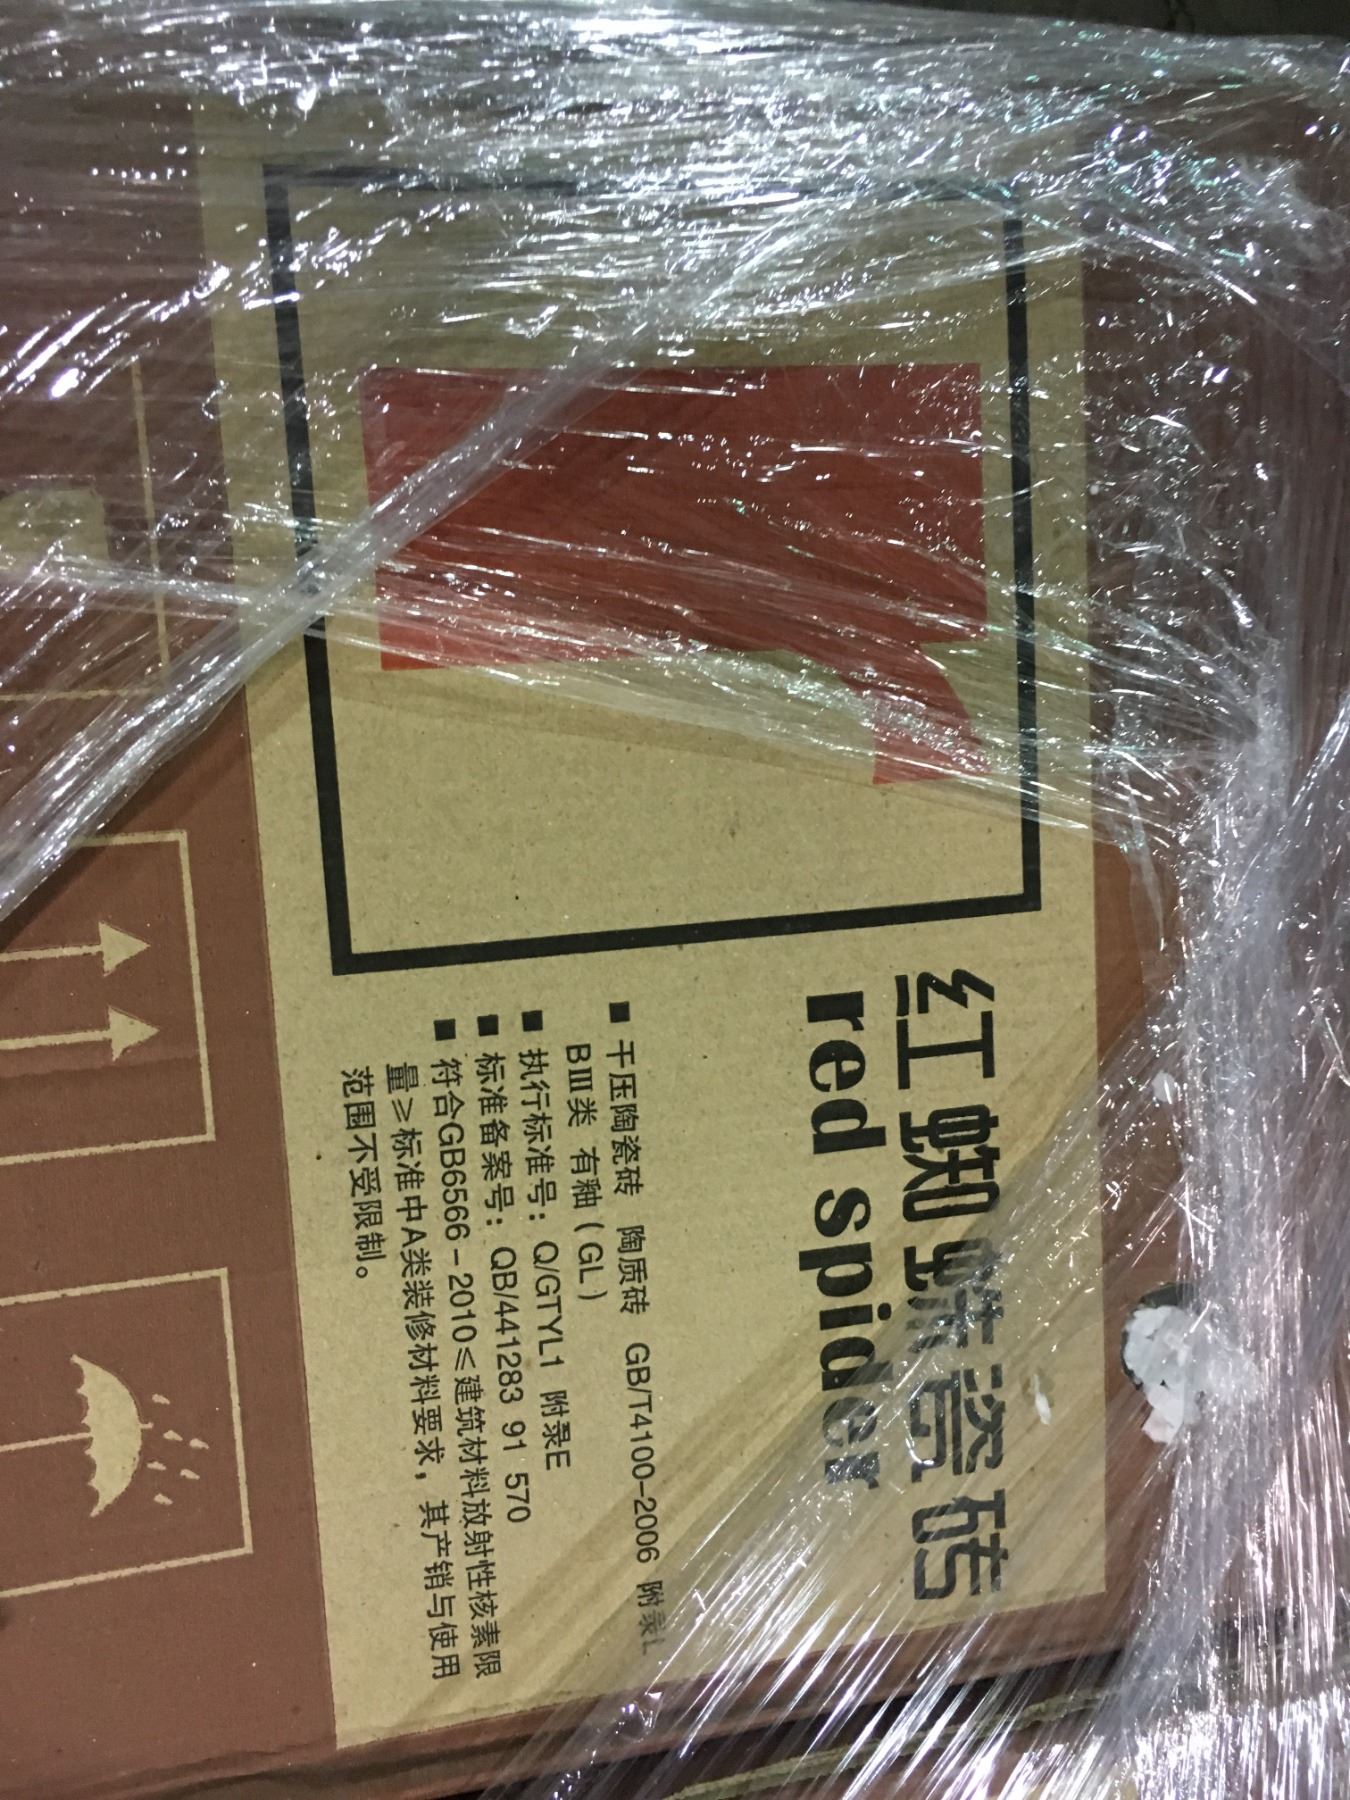 红蜘蛛瓷砖
red spider
■ 干压陶瓷砖 陶质砖 GB/T4100-2006 附录L
BⅢ类 有釉(GL)
■ 执行标准号：Q/GTYL1 附录E
■ 标准备案号：QB/441283 91 570
■ 符合GB6566-2010≤建筑材料放射性核素限
量≥标准中A类装修材料要求，其产销与使用
范围不受限制。